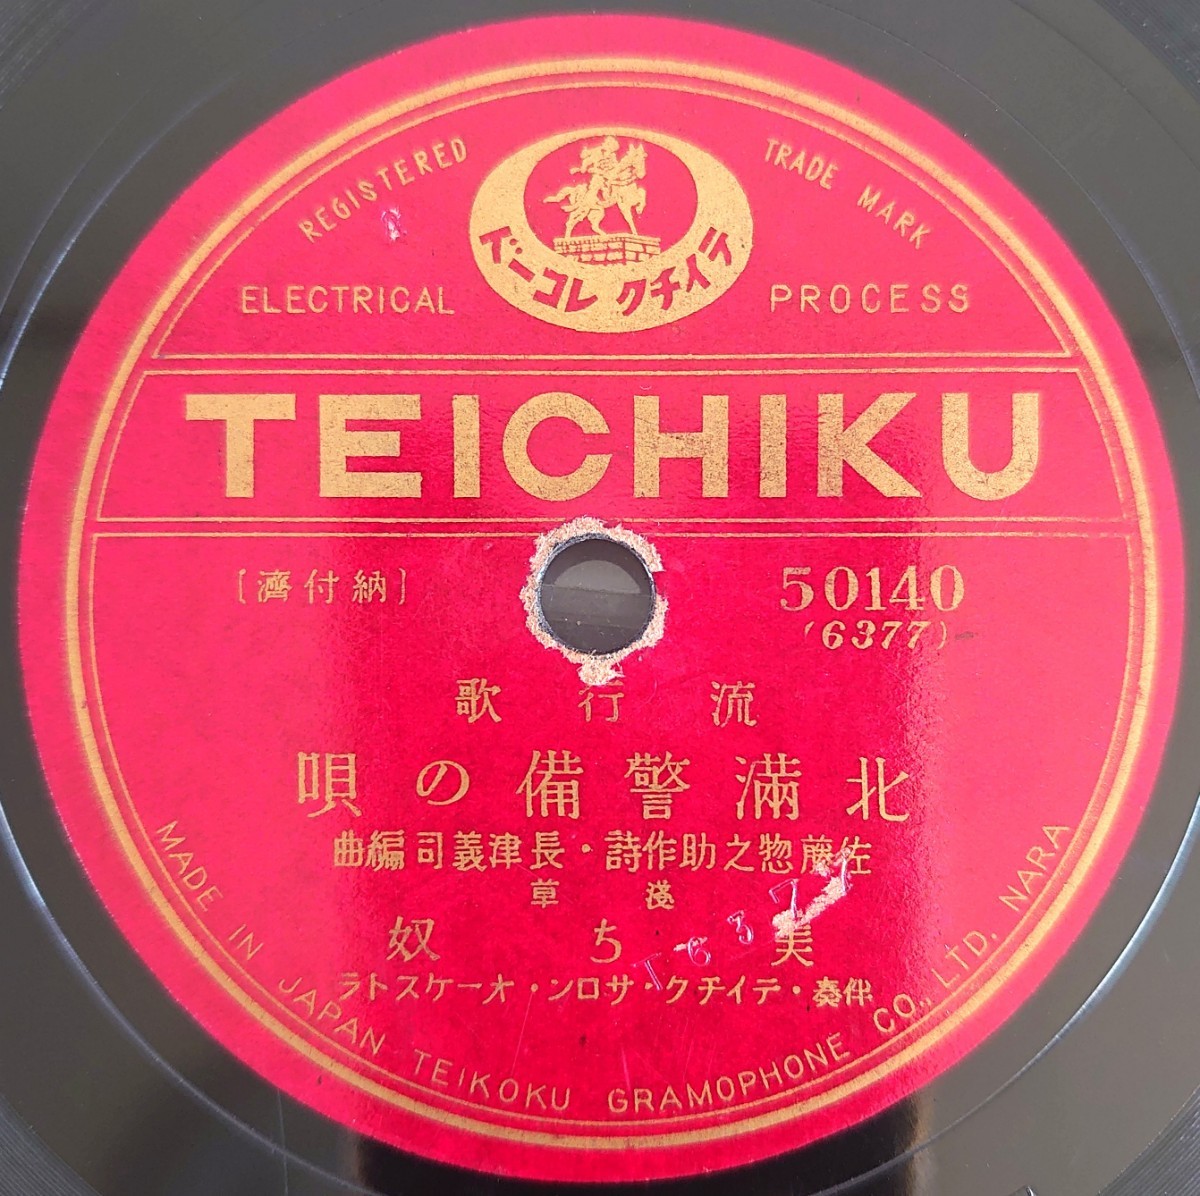 REGISTERED TRADE MARK
テイチクレコード
ELECTRICAL PROCESS
TEICHIKU
[納付濟]
50140
(6377)
流行歌
北滿警備の唄
佐藤惣之助作詩・長津義司編曲
淺草
美ち奴
T6377
伴奏・テイチク・サロン・オーケストラ
MADE IN JAPAN TEIKOKU GRAMOPHONE CO., LTD. NARA